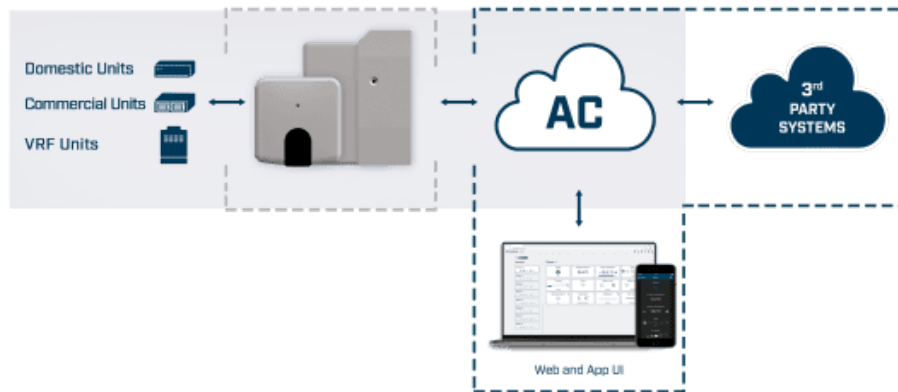 Domestic Units
Commercial Units
VRF Units
AC
3rd
PARTY
SYSTEMS
Web and App UI